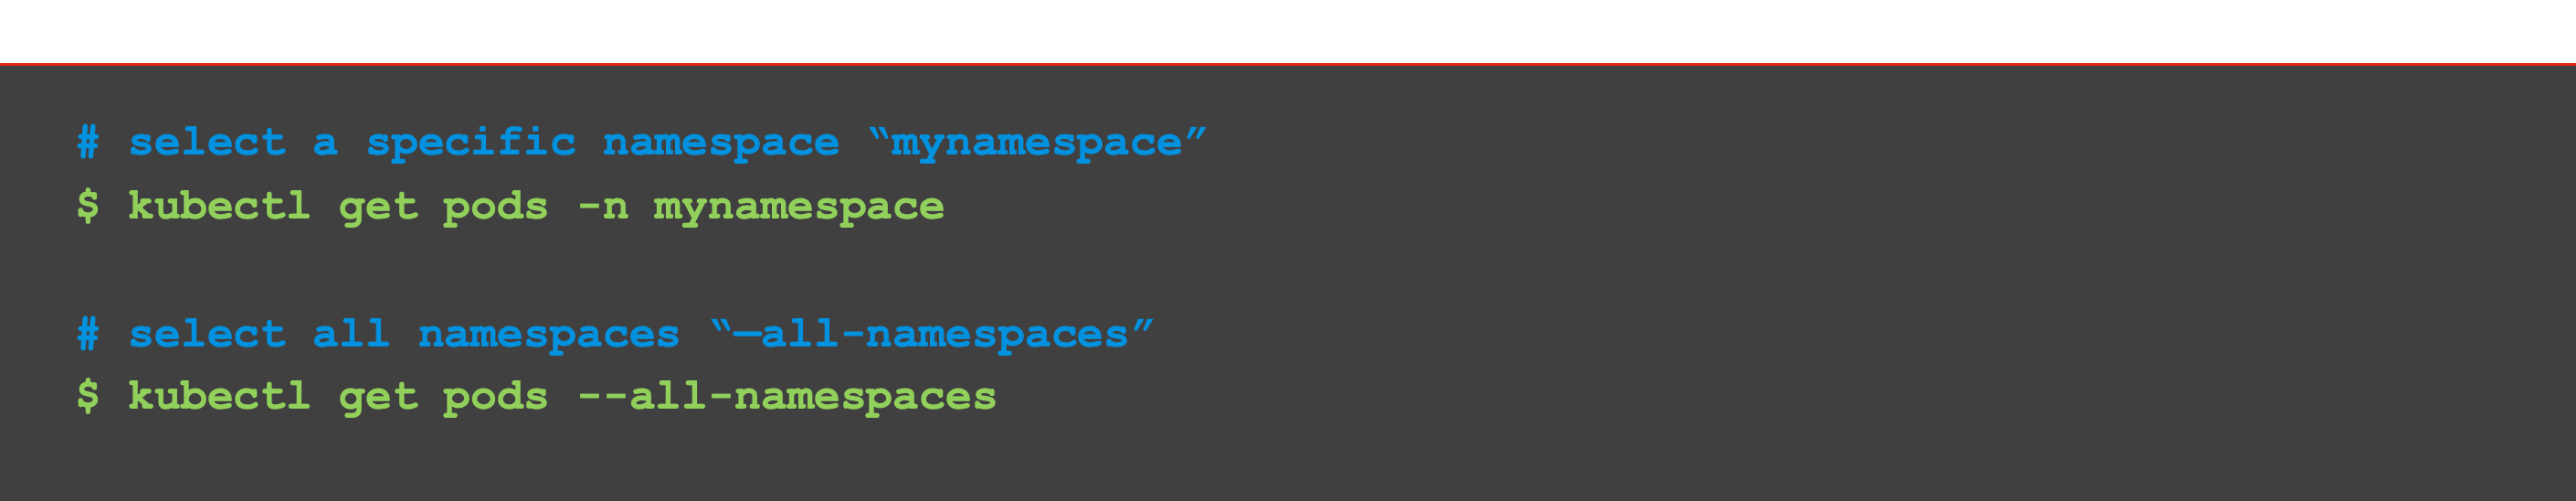 # select a specific namespace “mynamespace”
$ kubectl get pods -n mynamespace
# select all namespaces “—all-namespaces”
$ kubectl get pods --all-namespaces